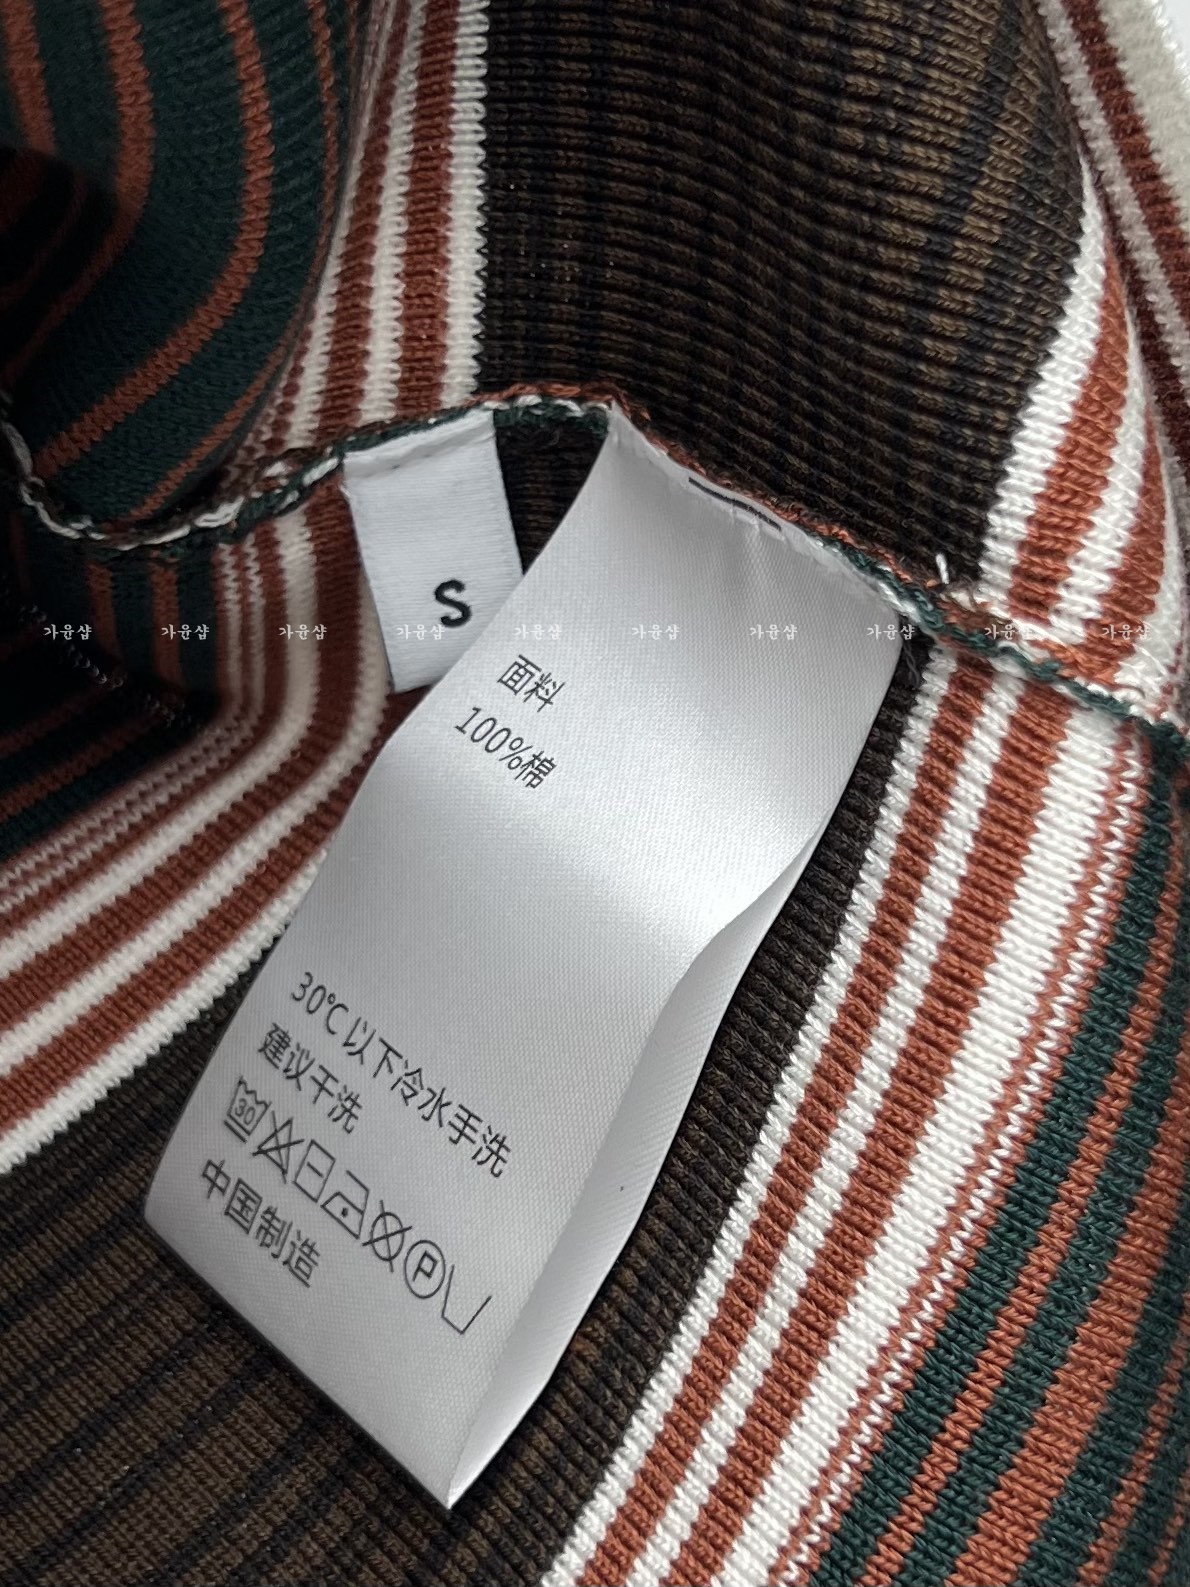 S
가윤샵 가윤샵 가윤샵 가윤샵 가윤샵 가윤샵 가윤샵 가윤샵 가윤샵 가윤샵
面料
100%棉
30℃以下冷水手洗
建议干洗
30 P
中国制造